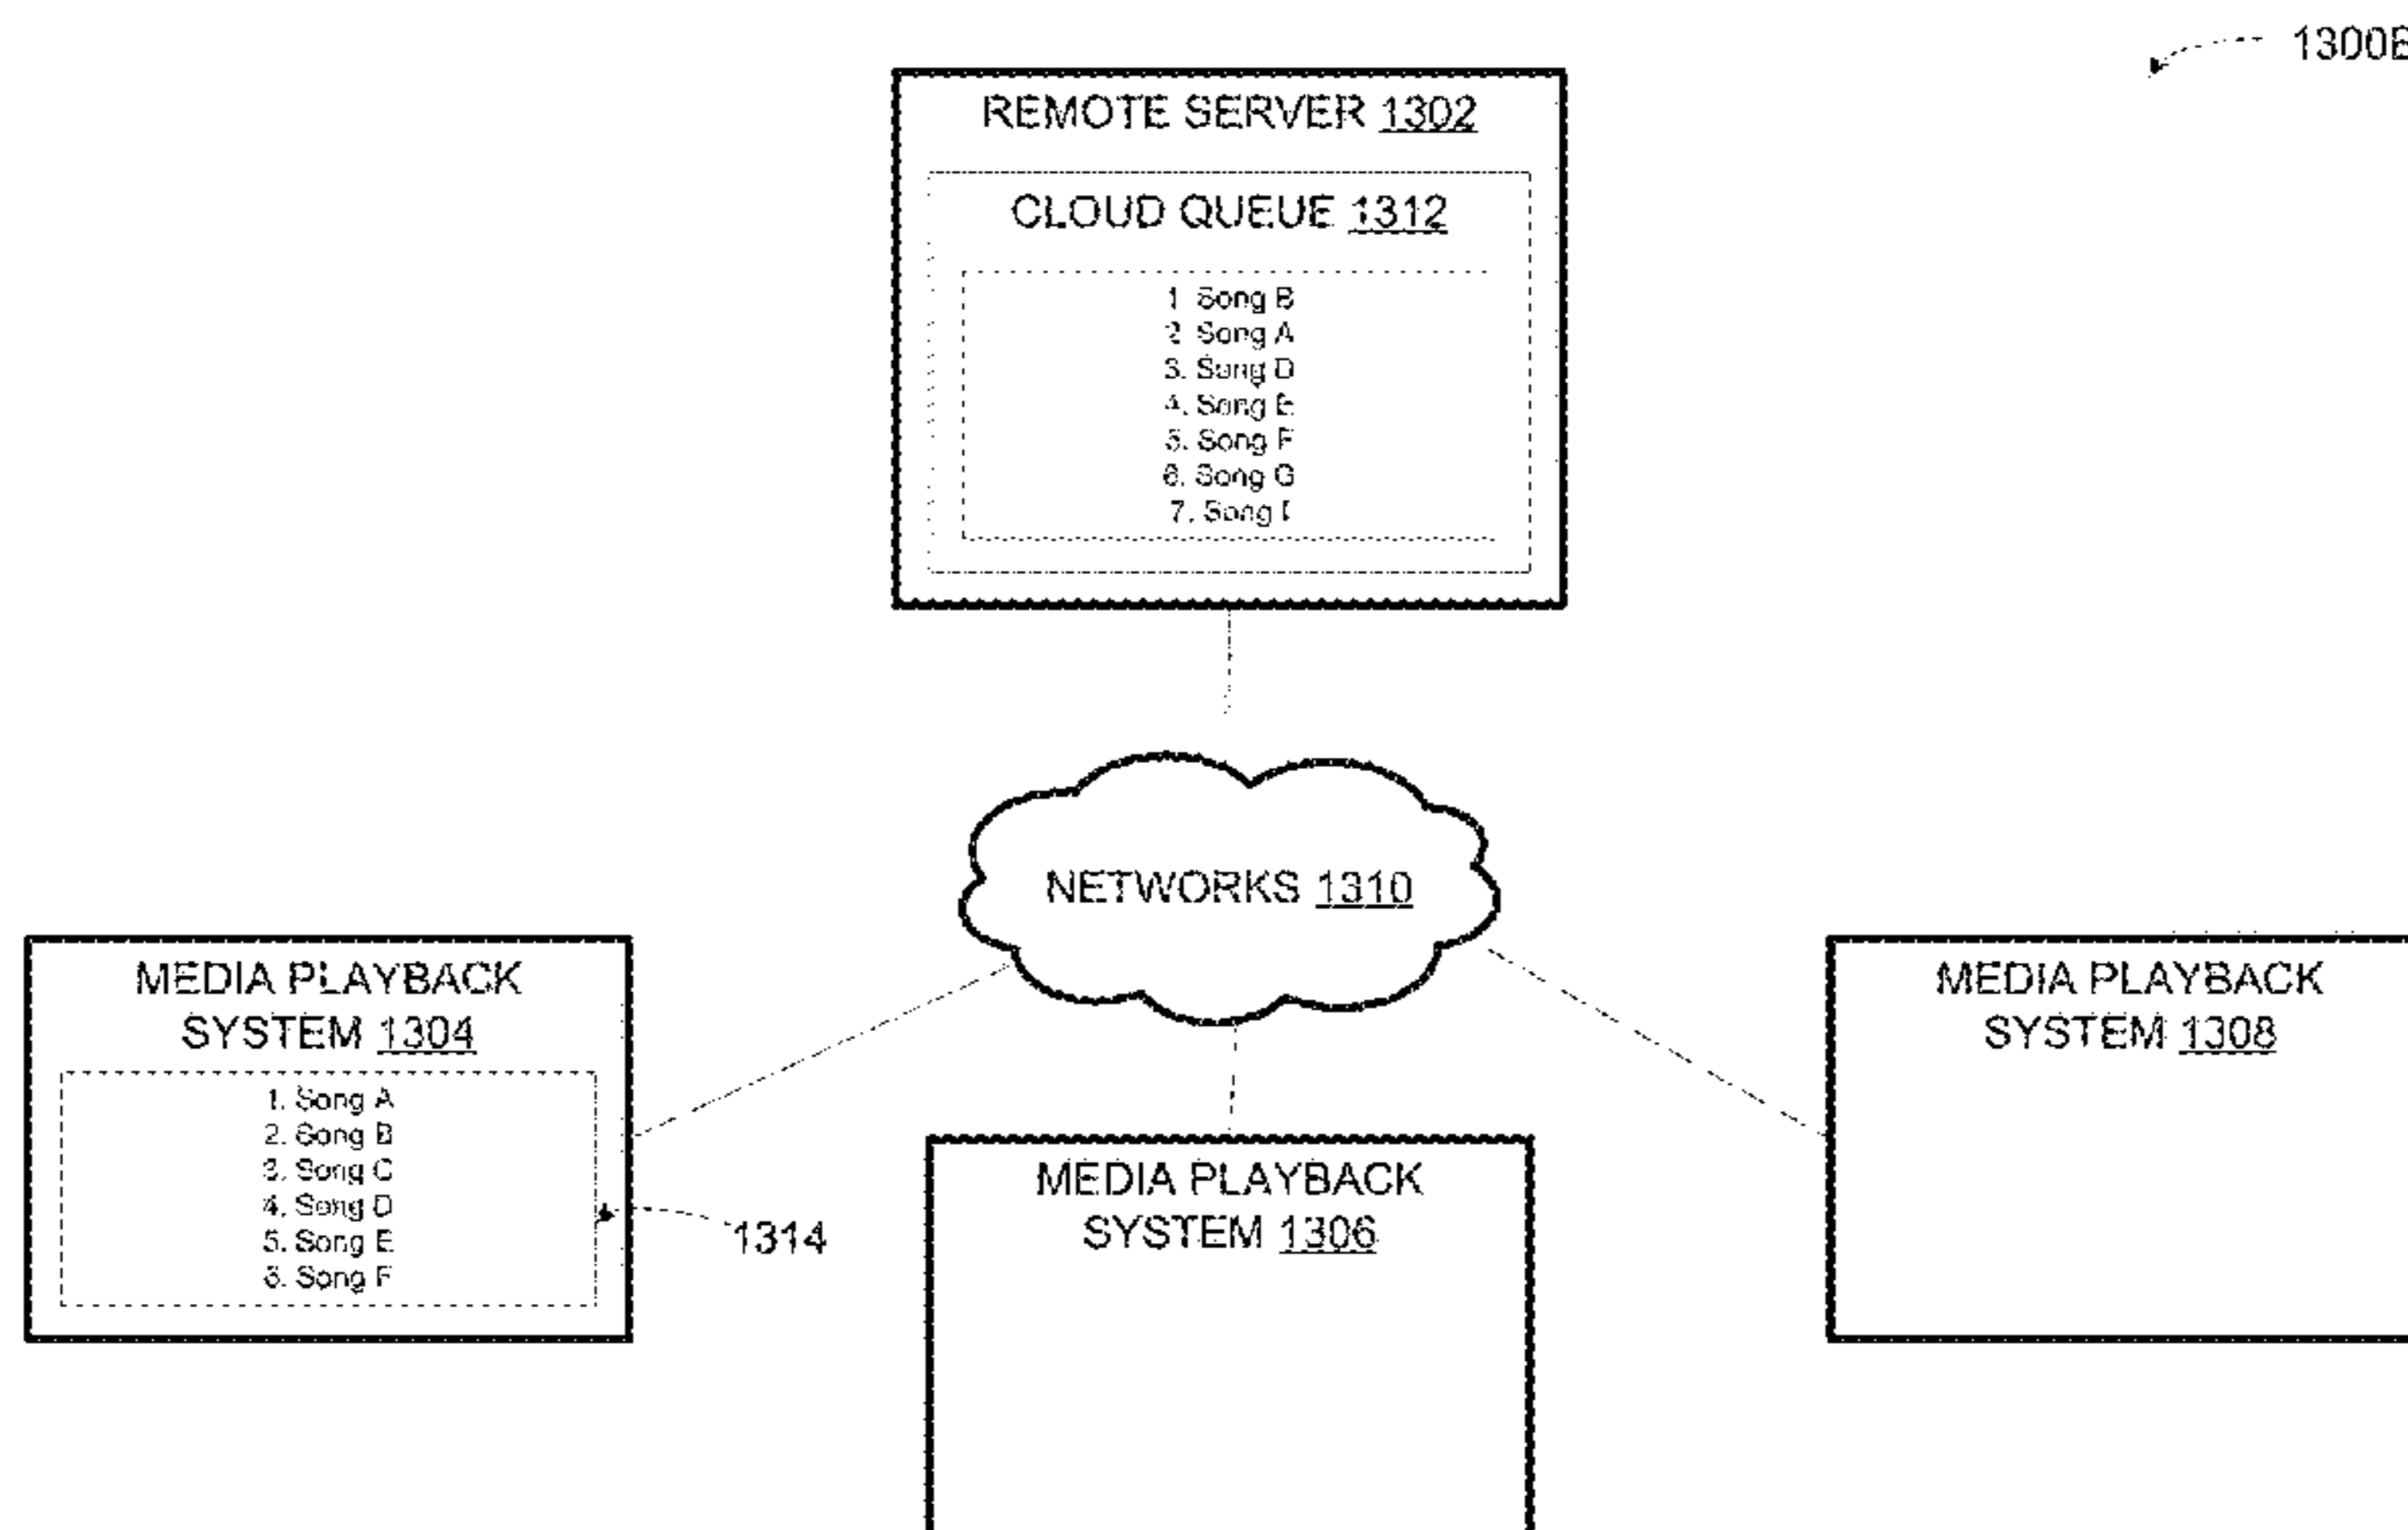 1300B
REMOTE SERVER 1302
CLOUD QUEUE 1312
1 Song B
2 Song A
3. Song D
4. Song E
5. Song F
6. Song G
7. Song I
NETWORKS 1310
MEDIA PLAYBACK
SYSTEM 1304
1. Song A
2. Song B
3. Song C
4. Song D
5. Song E
6. Song F
1314
MEDIA PLAYBACK
SYSTEM 1306
MEDIA PLAYBACK
SYSTEM 1308